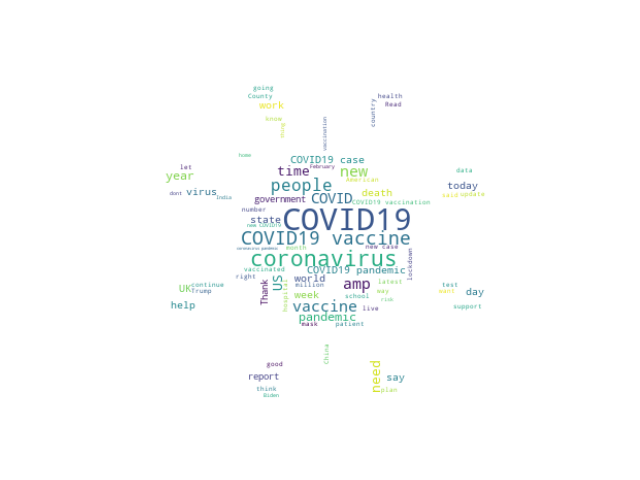 going
County
health
work
Read
country
know
thing
vaccination
home
COVID19 case
let
time
February
new
data
year
people
american
today
dont
virus
India
government
COVID
death
said
update
COVID19 vaccination
number
state
COVID19
new COVID19
COVID19 vaccine
coronavirus pandemic
month
new case
lockdown
coronavirus
vaccinated
COVID19 pandemic
right
US
world
latest
test
continue
Thank
hospital
million
amp
way
UK
Trump
week
school
risk
want
day
help
vaccine
live
support
pandemic
mask
patient
China
good
need
report
say
think
plan
Biden